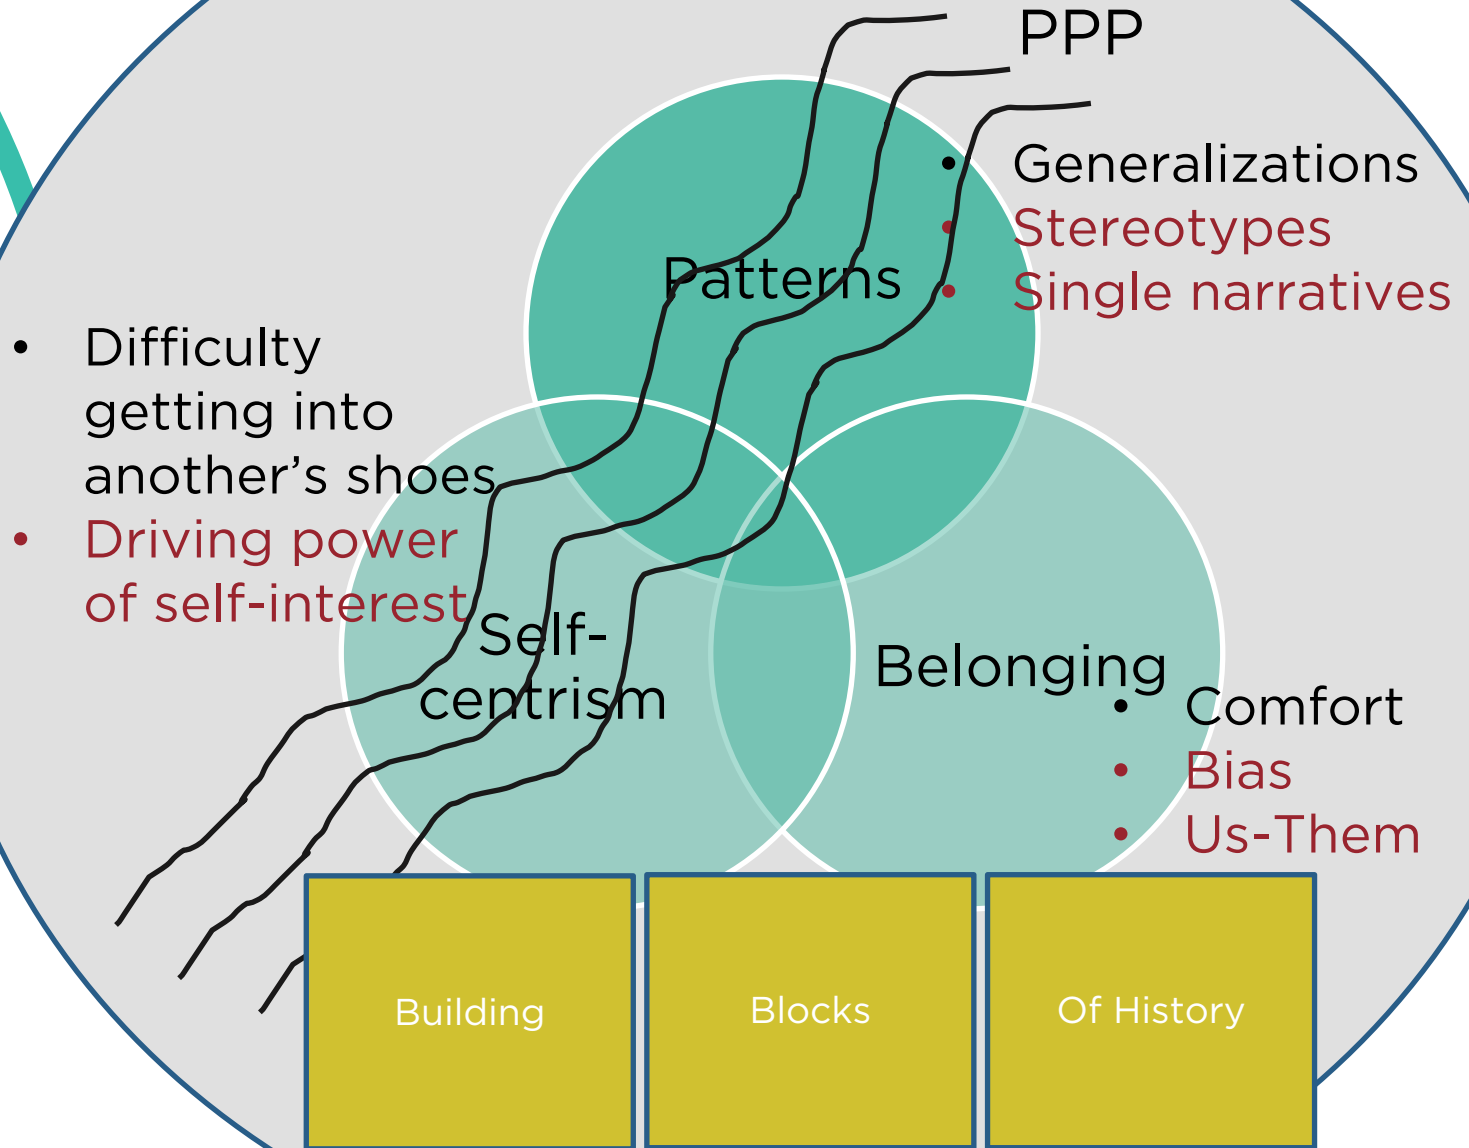 PPP
• Generalizations
• Stereotypes
• Single narratives
Patterns
• Difficulty
getting into
another’s shoes
• Driving power
of self-interest
Self-
centrism
Belonging
• Comfort
• Bias
• Us-Them
Building
Blocks
Of History